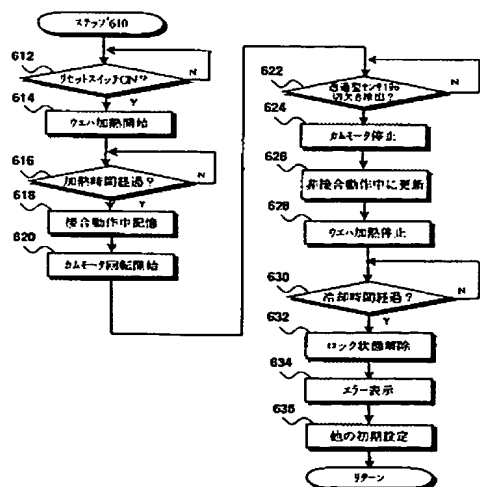 ステップ610
612
リセットスイッチON?
N
Y
614
ウエハ加熱開始
616
加熱時間経過?
N
Y
618
接合動作中記憶
620
カムモータ回転開始
622
透過型センサ190
切欠き検出?
N
Y
624
カムモータ停止
626
非接合動作中に更新
628
ウエハ加熱停止
630
冷却時間経過?
N
Y
632
ロック状態解除
634
エラー表示
636
他の初期設定
リターン